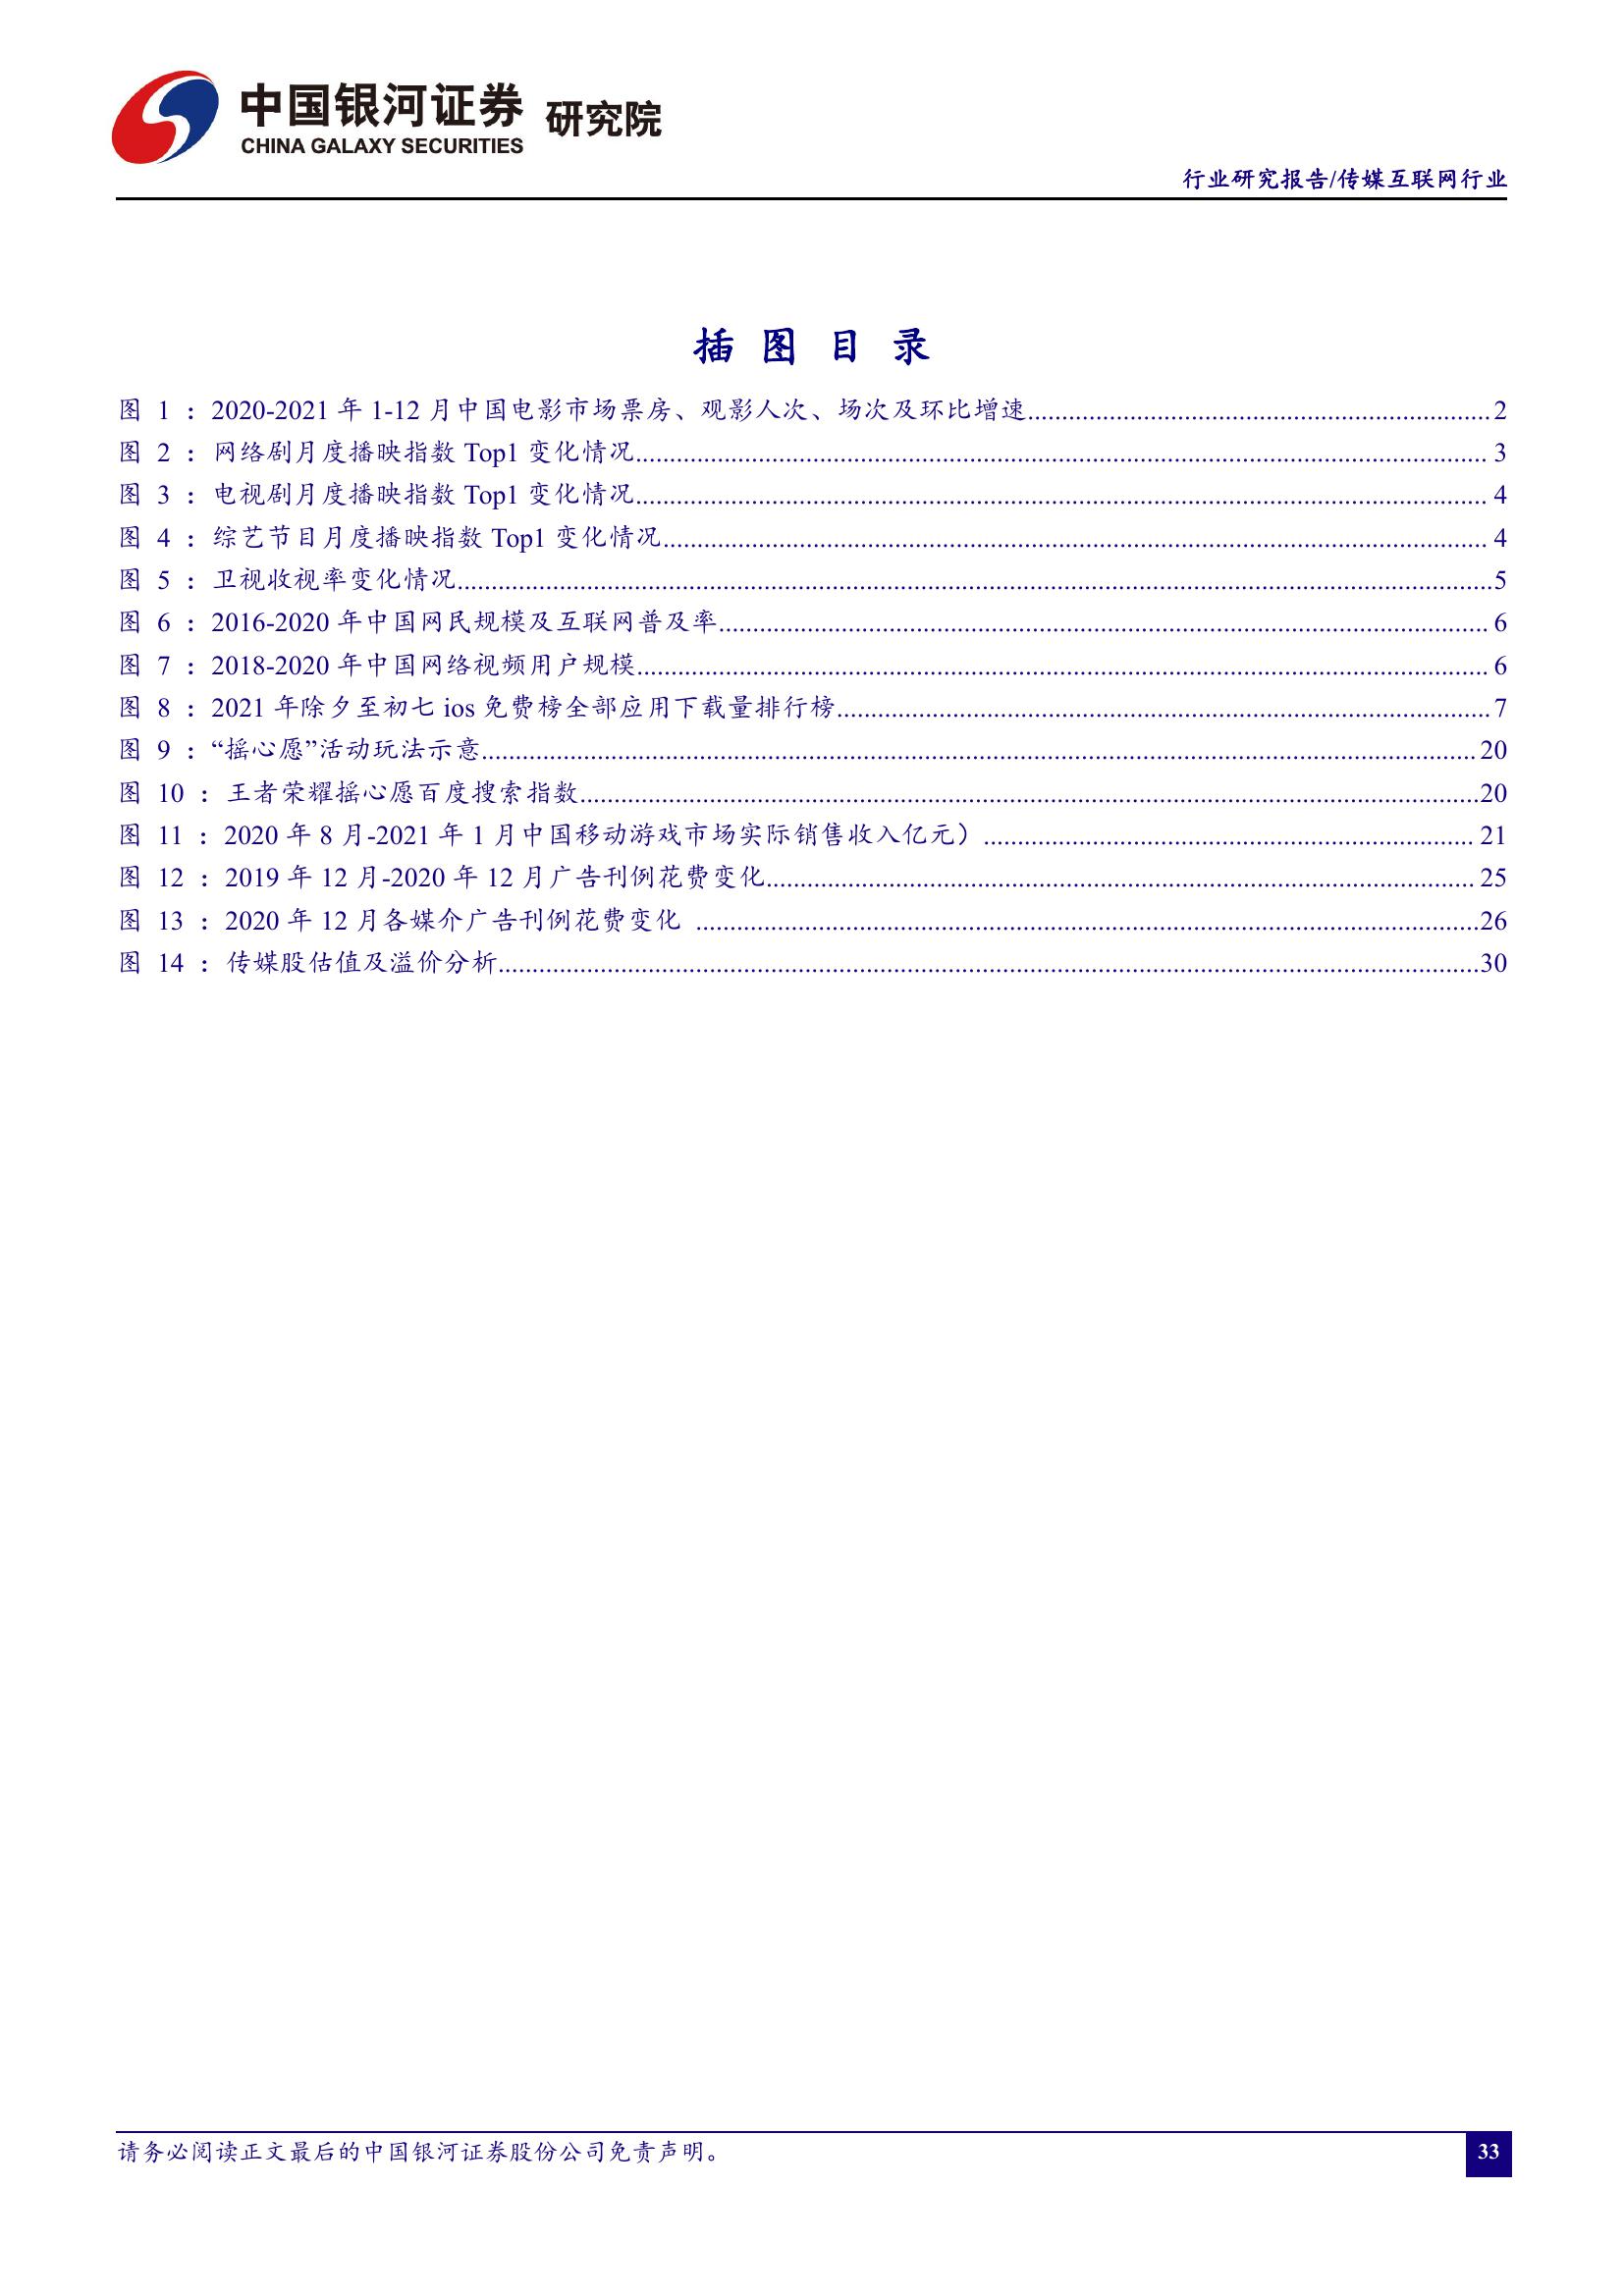 中国银河证券 研究院
CHINA GALAXY SECURITIES
行业研究报告/传媒互联网行业
插 图 目 录
图 1 ：2020-2021 年 1-12 月中国电影市场票房、观影人次、场次及环比增速 2
图 2 ：网络剧月度播映指数 Top1 变化情况 3
图 3 ：电视剧月度播映指数 Top1 变化情况 4
图 4 ：综艺节目月度播映指数 Top1 变化情况 4
图 5 ：卫视收视率变化情况 5
图 6 ：2016-2020 年中国网民规模及互联网普及率 6
图 7 ：2018-2020 年中国网络视频用户规模 6
图 8 ：2021 年除夕至初七 ios 免费榜全部应用下载量排行榜 7
图 9 ：“摇心愿”活动玩法示意 20
图 10 ：王者荣耀摇心愿百度搜索指数 20
图 11 ：2020 年 8 月-2021 年 1 月中国移动游戏市场实际销售收入亿元） 21
图 12 ：2019 年 12 月-2020 年 12 月广告刊例花费变化 25
图 13 ：2020 年 12 月各媒介广告刊例花费变化 26
图 14 ：传媒股估值及溢价分析 30
请务必阅读正文最后的中国银河证券股份公司免责声明。
33